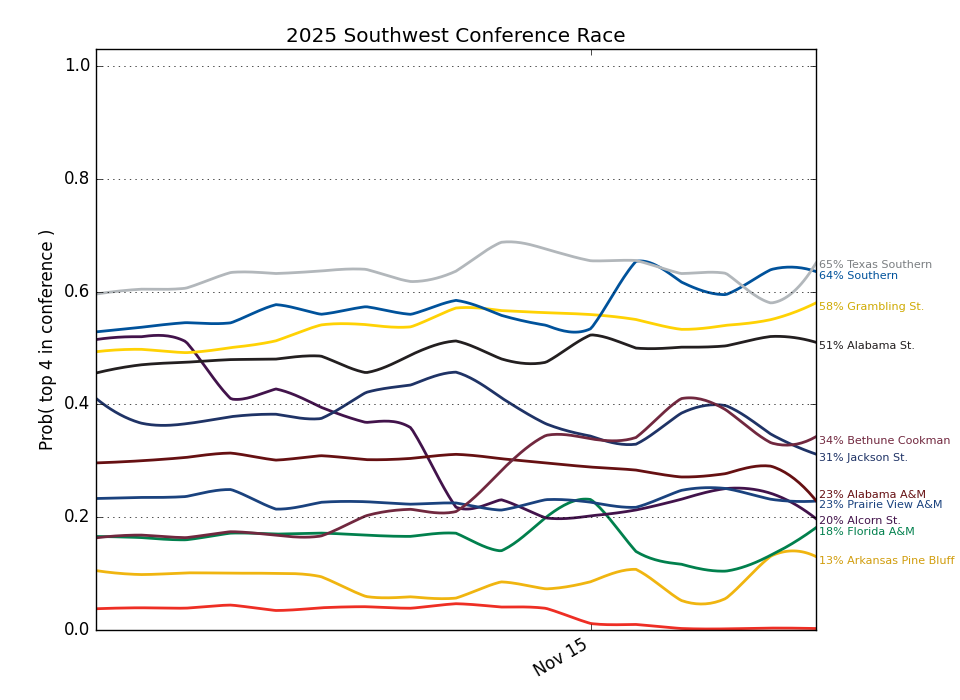 2025 Southwest Conference Race
Prob( top 4 in conference )
1.0
0.8
0.6
0.4
0.2
0.0
Nov 15
65% Texas Southern
64% Southern
58% Grambling St.
51% Alabama St.
34% Bethune Cookman
31% Jackson St.
23% Alabama A&M
23% Prairie View A&M
20% Alcorn St.
18% Florida A&M
13% Arkansas Pine Bluff